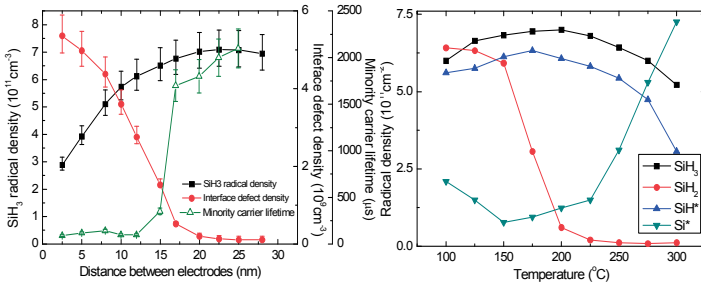 8
7
6
5
4
3
2
1
0
SiH₃ radical density (10¹¹cm⁻³)
0 5 10 15 20 25 30
Distance between electrodes (nm)
SiH3 radical density
Interface defect density
Minority carrier lifetime
6
4
2
0
Inteface defect density (10⁹cm⁻³)
2500
2000
1500
1000
500
0
Minority carrier lifetime (μs)
7.5
5.0
2.5
0.0
Radical density (10¹¹cm⁻³)
100 150 200 250 300
Temperature (°C)
SiH₃
SiH₂
SiH*
Si*